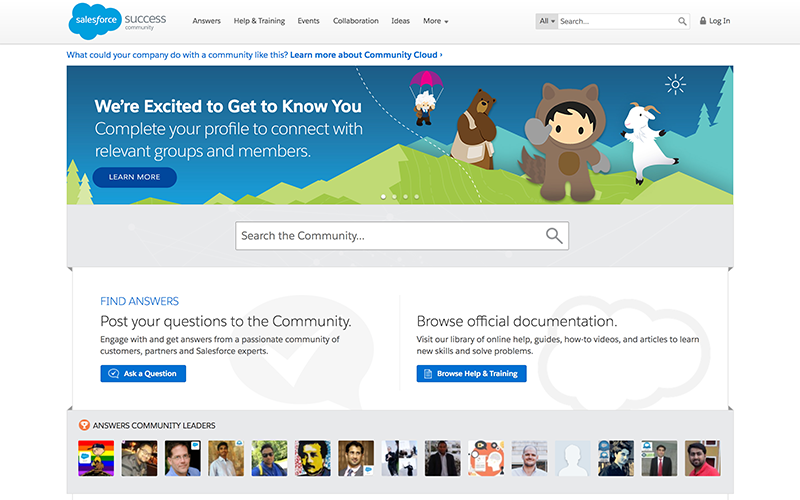 salesforce success community
Answers Help & Training Events Collaboration Ideas More All Search... Log In
What could your company do with a community like this? Learn more about Community Cloud ›
We're Excited to Get to Know You
Complete your profile to connect with
relevant groups and members.
LEARN MORE
Search the Community...
FIND ANSWERS
Post your questions to the Community.
Engage with and get answers from a passionate community of
customers, partners and Salesforce experts.
Ask a Question
Browse official documentation.
Visit our library of online help, guides, how-to videos, and articles to learn
new skills and solve problems.
Browse Help & Training
ANSWERS COMMUNITY LEADERS